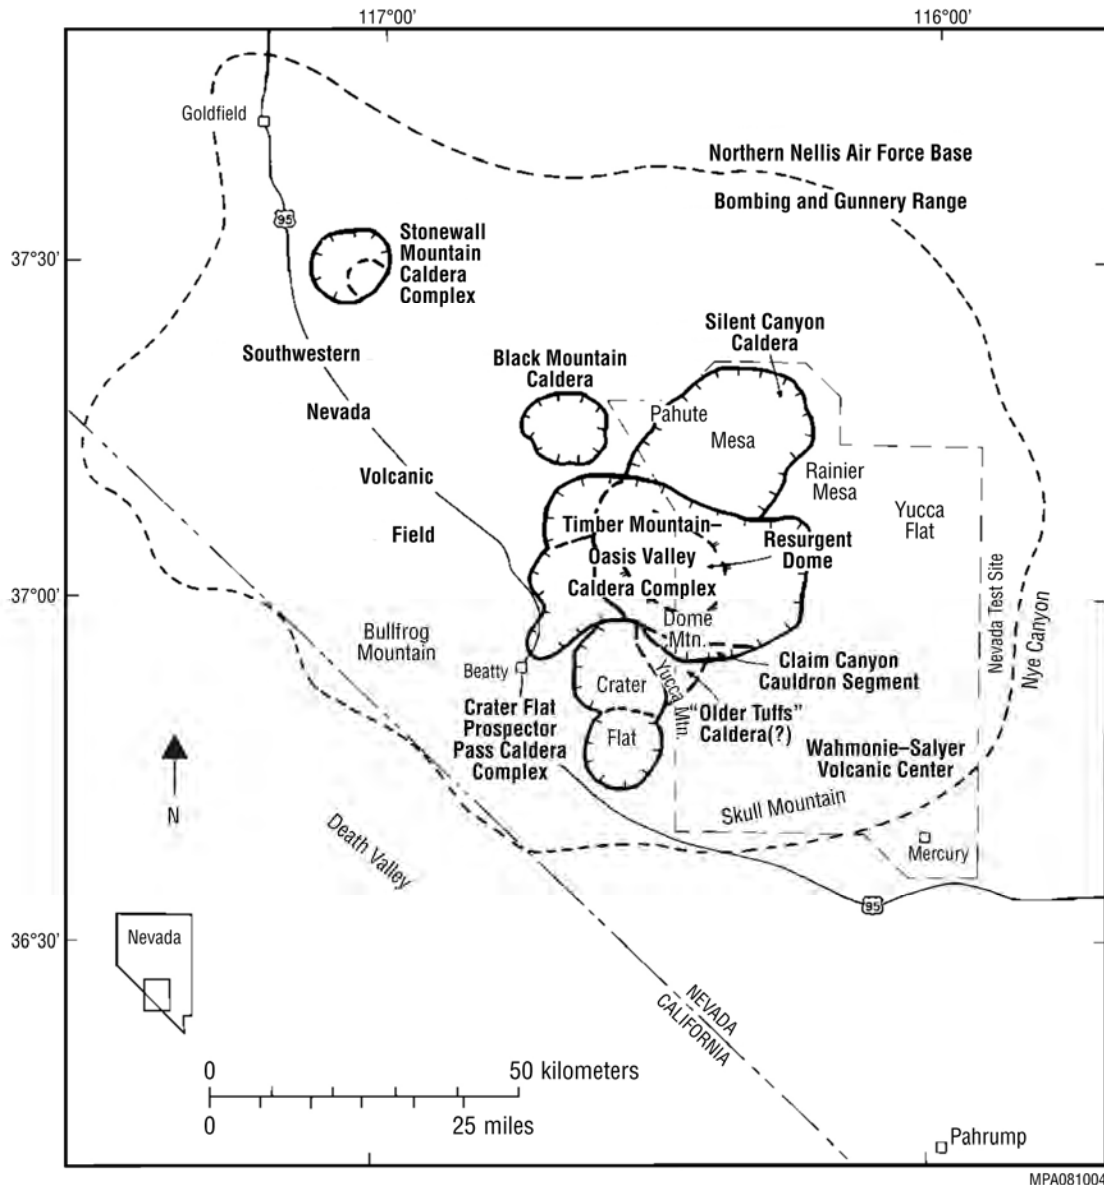 117°00'
116°00'
Goldfield
Northern Nellis Air Force Base
Bombing and Gunnery Range
95
37°30'
Stonewall
Mountain
Caldera
Complex
Silent Canyon
Caldera
Southwestern
Black Mountain
Caldera
Nevada
Pahute
Mesa
Rainier
Mesa
Volcanic
Yucca
Flat
Field
Timber Mountain–
Oasis Valley
Caldera Complex
Resurgent
Dome
37°00'
Nevada Test Site
Nye Canyon
Bullfrog
Mountain
Dome
Mtn.
Beatty
Claim Canyon
Cauldron Segment
Yucca Mtn.
Crater
Flat
"Older Tuffs"
Caldera(?)
Crater Flat
Prospector
Pass Caldera
Complex
Wahmonie–Salyer
Volcanic Center
Skull Mountain
N
Death Valley
Mercury
95
36°30'
Nevada
NEVADA
CALIFORNIA
0 50 kilometers
0 25 miles
Pahrump
MPA081004